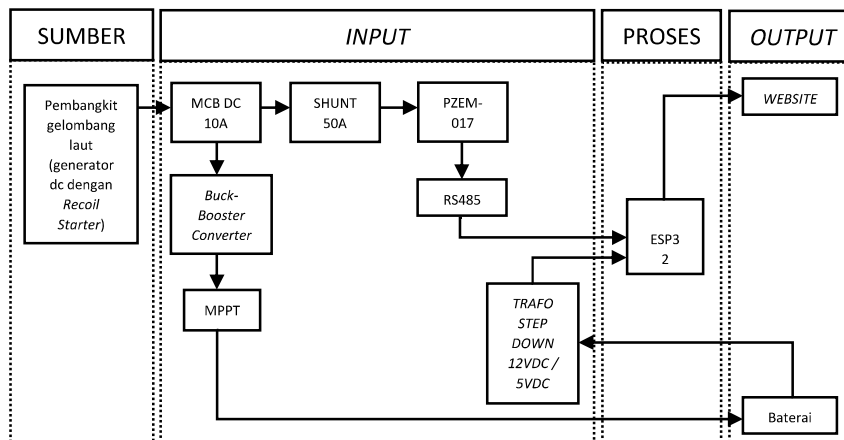 SUMBER
INPUT
PROSES
OUTPUT
Pembangkit
gelombang
laut
(generator
dc dengan
Recoil
Starter)
MCB DC
10A
SHUNT
50A
PZEM-
017
WEBSITE
Buck-
Booster
Converter
RS485
ESP3
2
MPPT
TRAFO
STEP
DOWN
12VDC /
5VDC
Baterai